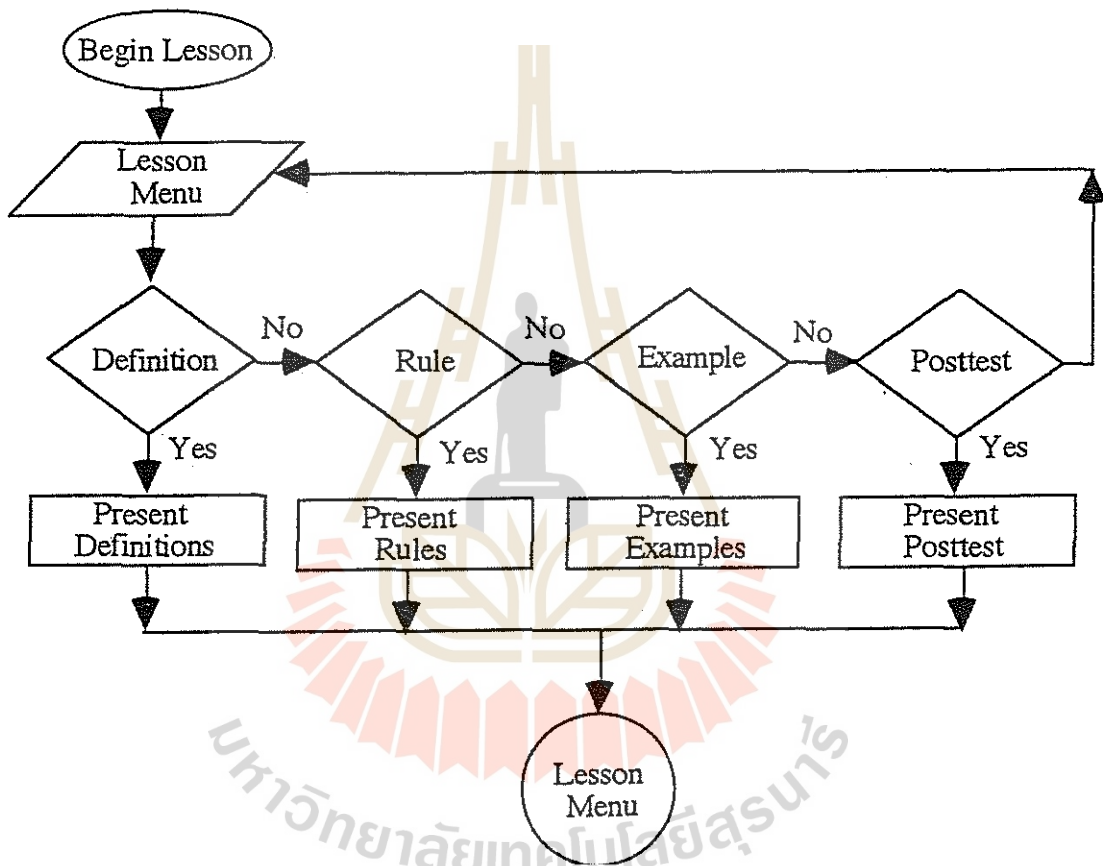 Begin Lesson
Lesson
Menu
Definition
No
Rule
No
Example
No
Posttest
Yes
Yes
Yes
Yes
Present
Definitions
Present
Rules
Present
Examples
Present
Posttest
Lesson
Menu
มหาวิทยาลัยเทคโนโลยีสุรนารี